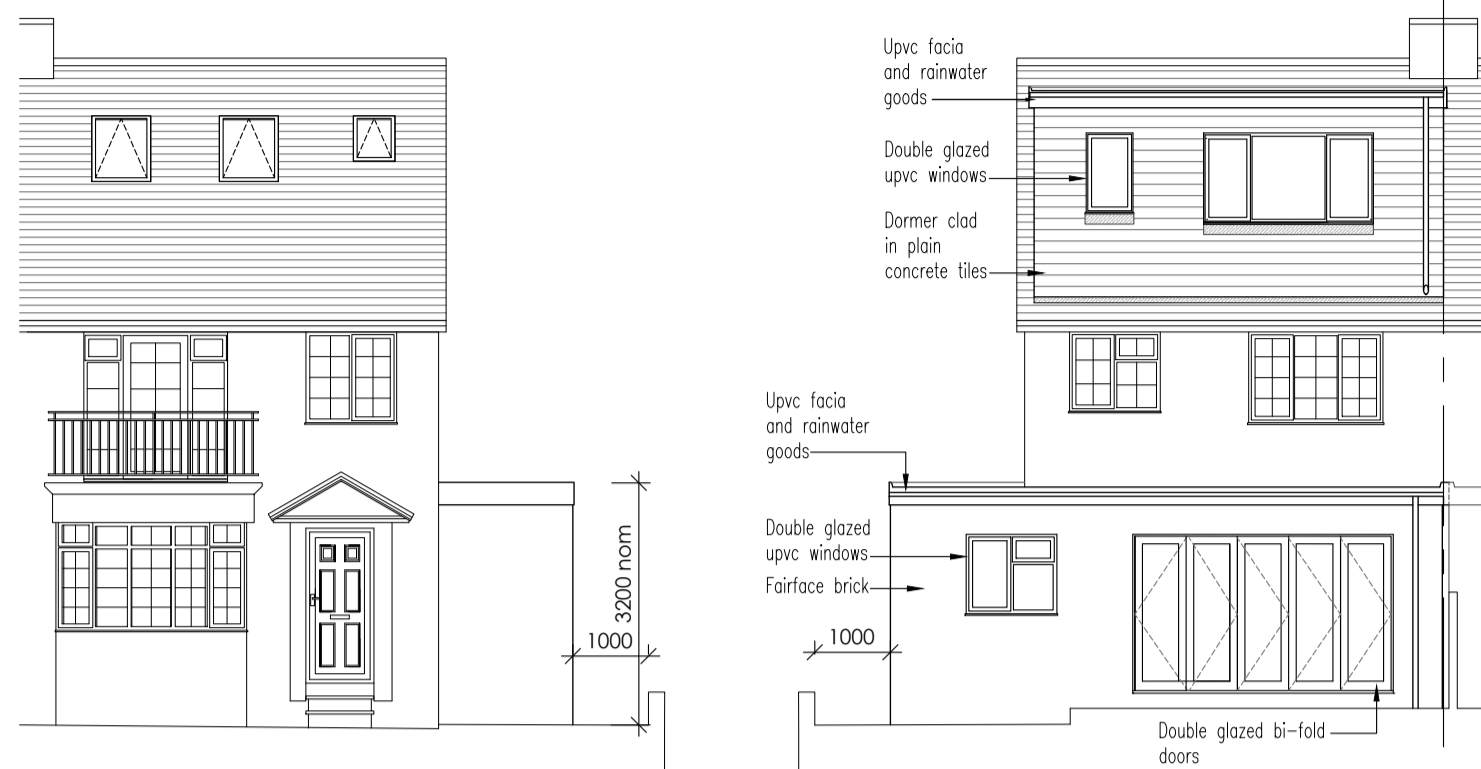 3200 nom
1000
Upvc facia
and rainwater
goods
Double glazed
upvc windows
Dormer clad
in plain
concrete tiles
Upvc facia
and rainwater
goods
Double glazed
upvc windows
Fairface brick
1000
Double glazed bi-fold
doors